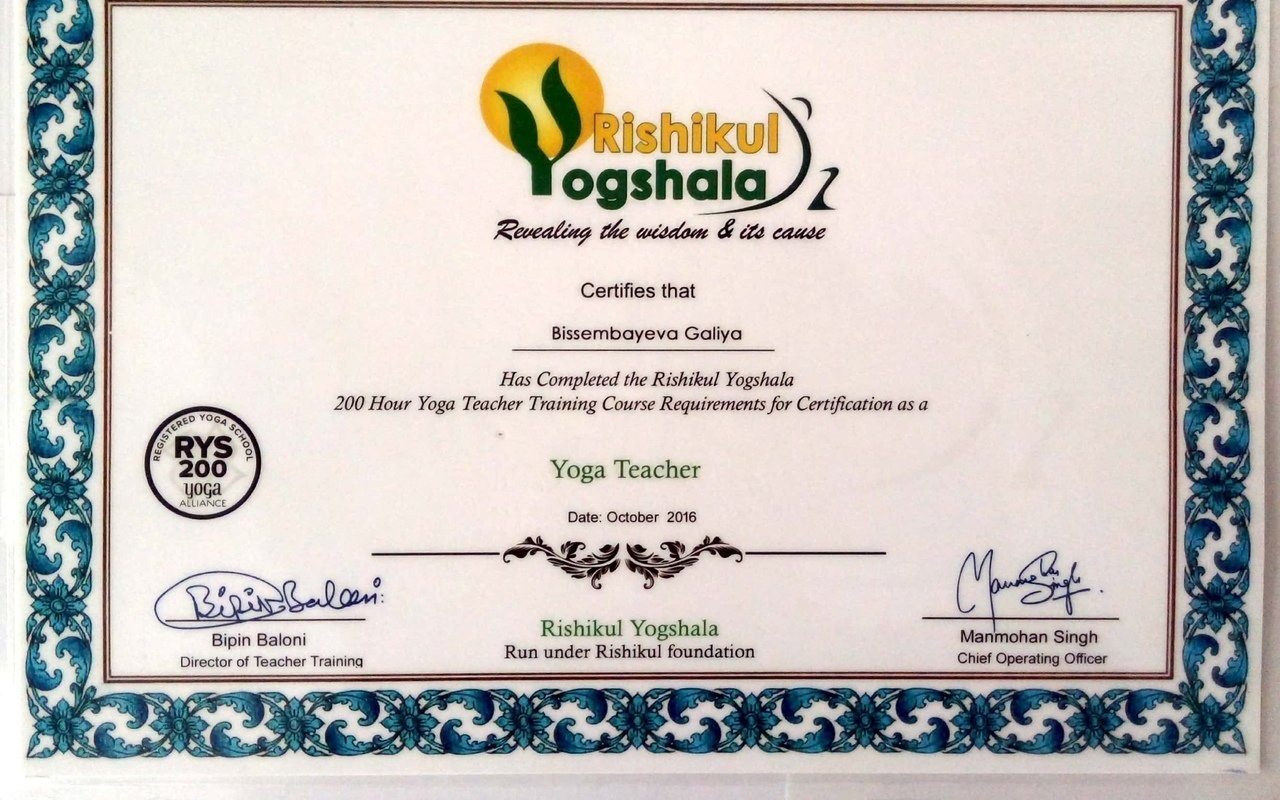 Rishikul
Yogshala
Revealing the wisdom & its cause
Certifies that
Bissembayeva Galiya
Has Completed the Rishikul Yogshala
200 Hour Yoga Teacher Training Course Requirements for Certification as a
REGISTERED YOGA SCHOOL
RYS
200
yoga
ALLIANCE
Yoga Teacher
Date: October 2016
Bipin Baloni
Bipin Baloni
Director of Teacher Training
Rishikul Yogshala
Run under Rishikul foundation
Singh
Manmohan Singh
Chief Operating Officer